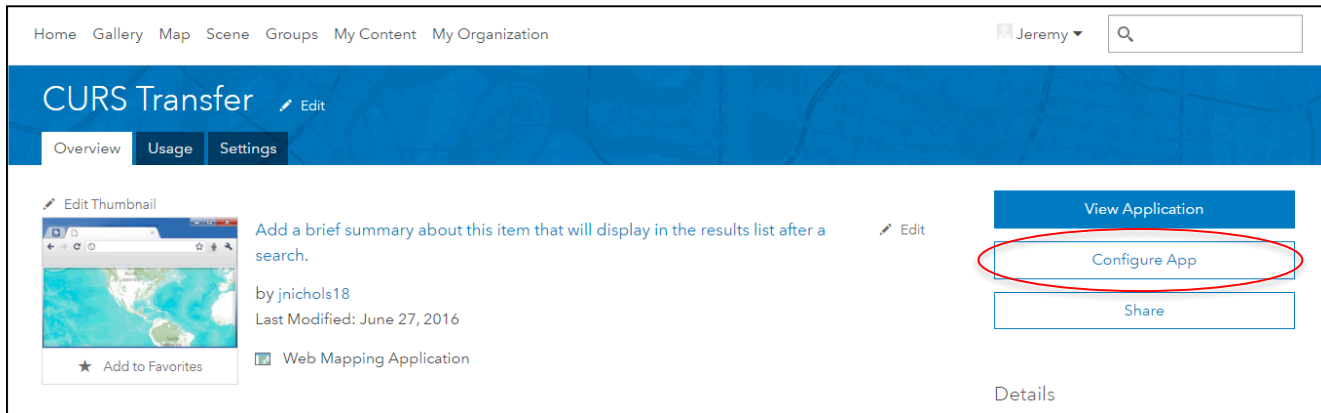 Home Gallery Map Scene Groups My Content My Organization Jeremy
CURS Transfer Edit
Overview Usage Settings
Edit Thumbnail
Add a brief summary about this item that will display in the results list after a
search.
Edit
by jnichols18
Last Modified: June 27, 2016
Web Mapping Application
Add to Favorites
View Application
Configure App
Share
Details